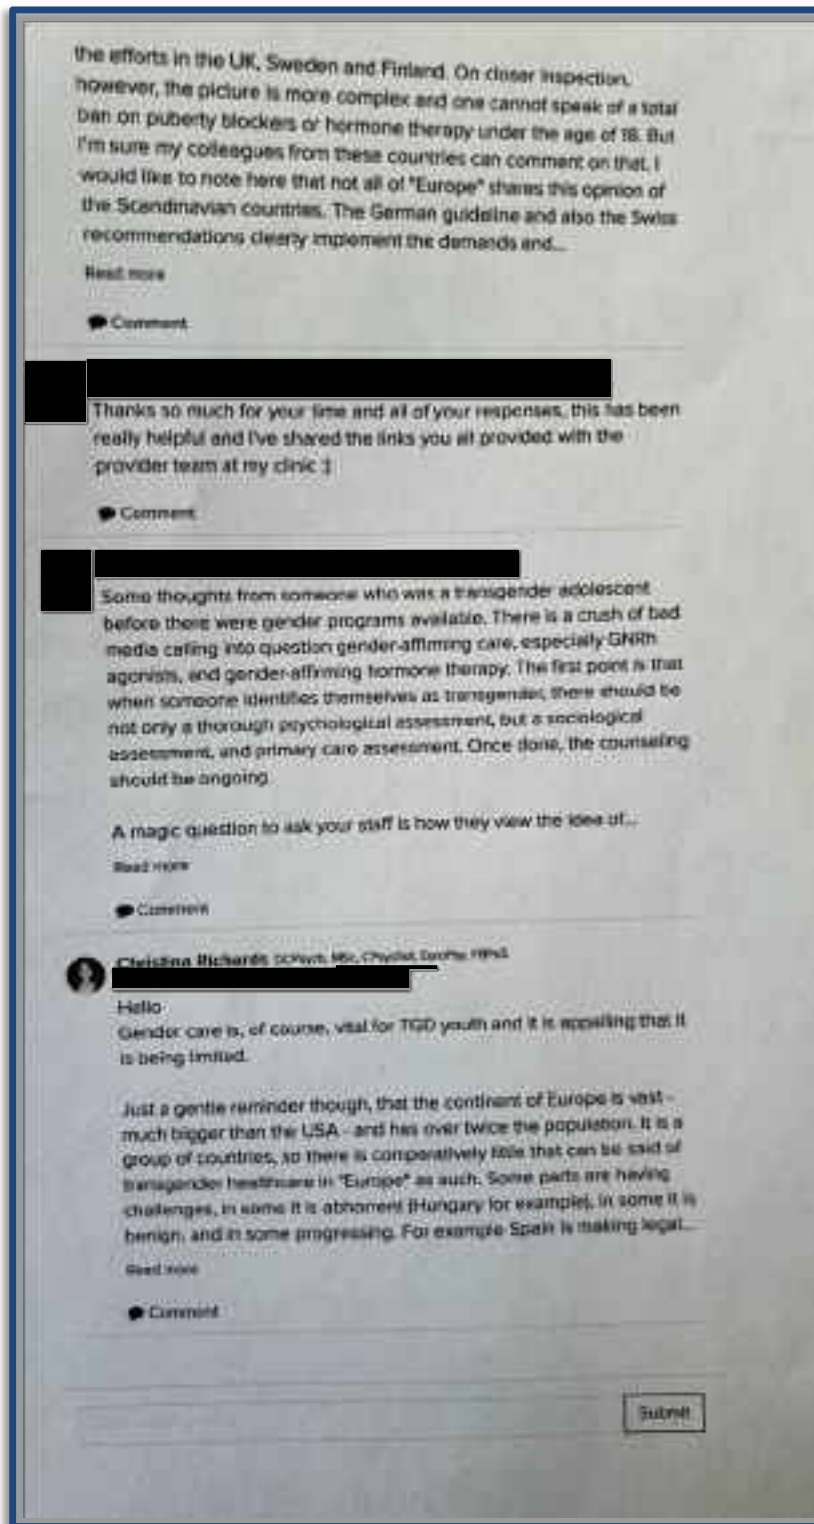 the efforts in the UK, Sweden and Finland. On closer inspection,
however, the picture is more complex and one cannot speak of a total
ban on puberty blockers or hormone therapy under the age of 18. But
I'm sure my colleagues from these countries can comment on that. I
would like to note here that not all of "Europe" shares this opinion of
the Scandinavian countries. The German guideline and also the Swiss
recommendations clearly implement the demands and...
Read more
Comment
Thanks so much for your time and all of your responses, this has been
really helpful and I've shared the links you all provided with the
provider team at my clinic :)
Comment
Some thoughts from someone who was a transgender adolescent
before there were gender programs available. There is a crush of bad
media calling into question gender-affirming care, especially GNRh
agonists, and gender-affirming hormone therapy. The first point is that
when someone identifies themselves as transgender, there should be
not only a thorough psychological assessment, but a sociological
assessment, and primary care assessment. Once done, the counseling
should be ongoing.
A magic question to ask your staff is how they view the idea of...
Read more
Comment
Christina Richards DCPsych, MSc, CPsychol,
Hello
Gender care is, of course, vital for TGD youth and it is appalling that it
is being limited.
Just a gentle reminder though, that the continent of Europe is vast -
much bigger than the USA - and has over twice the population. It is a
group of countries, so there is comparatively little that can be said of
transgender healthcare in "Europe" as such. Some parts are having
challenges, in some it is abhorrent (Hungary for example), in some it is
benign, and in some progressing. For example Spain is making legal...
Read more
Comment
Submit